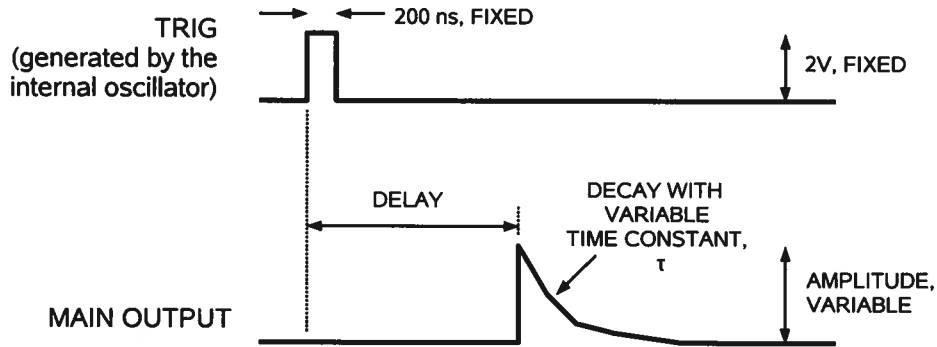 TRIG
(generated by the
internal oscillator)
200 ns, FIXED
2V, FIXED
DELAY
DECAY WITH
VARIABLE
TIME CONSTANT,
τ
MAIN OUTPUT
AMPLITUDE,
VARIABLE